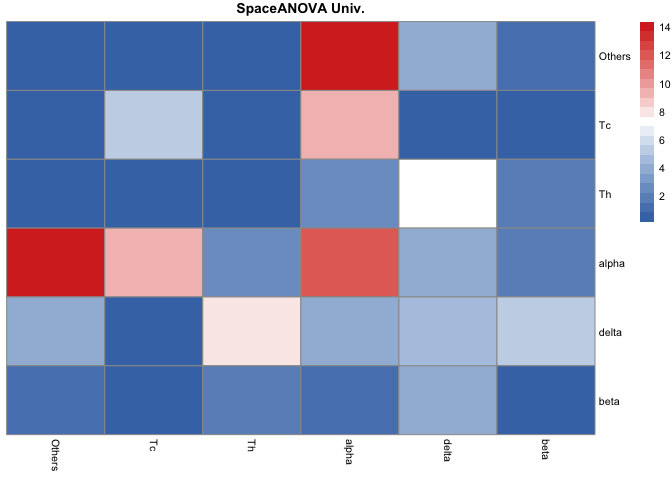 SpaceANOVA Univ.
Others
Tc
Th
alpha
delta
beta
14
12
10
8
6
4
2
Others
Tc
Th
alpha
delta
beta